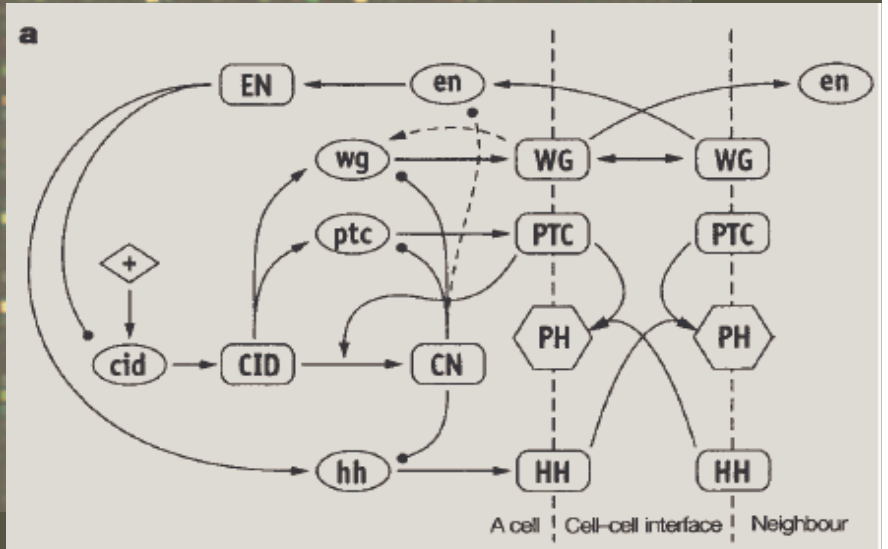 a
EN
en
en
wg
WG
WG
ptc
PTC
PTC
+
PH
PH
cid
CID
CN
hh
HH
HH
A cell
Cell–cell interface
Neighbour